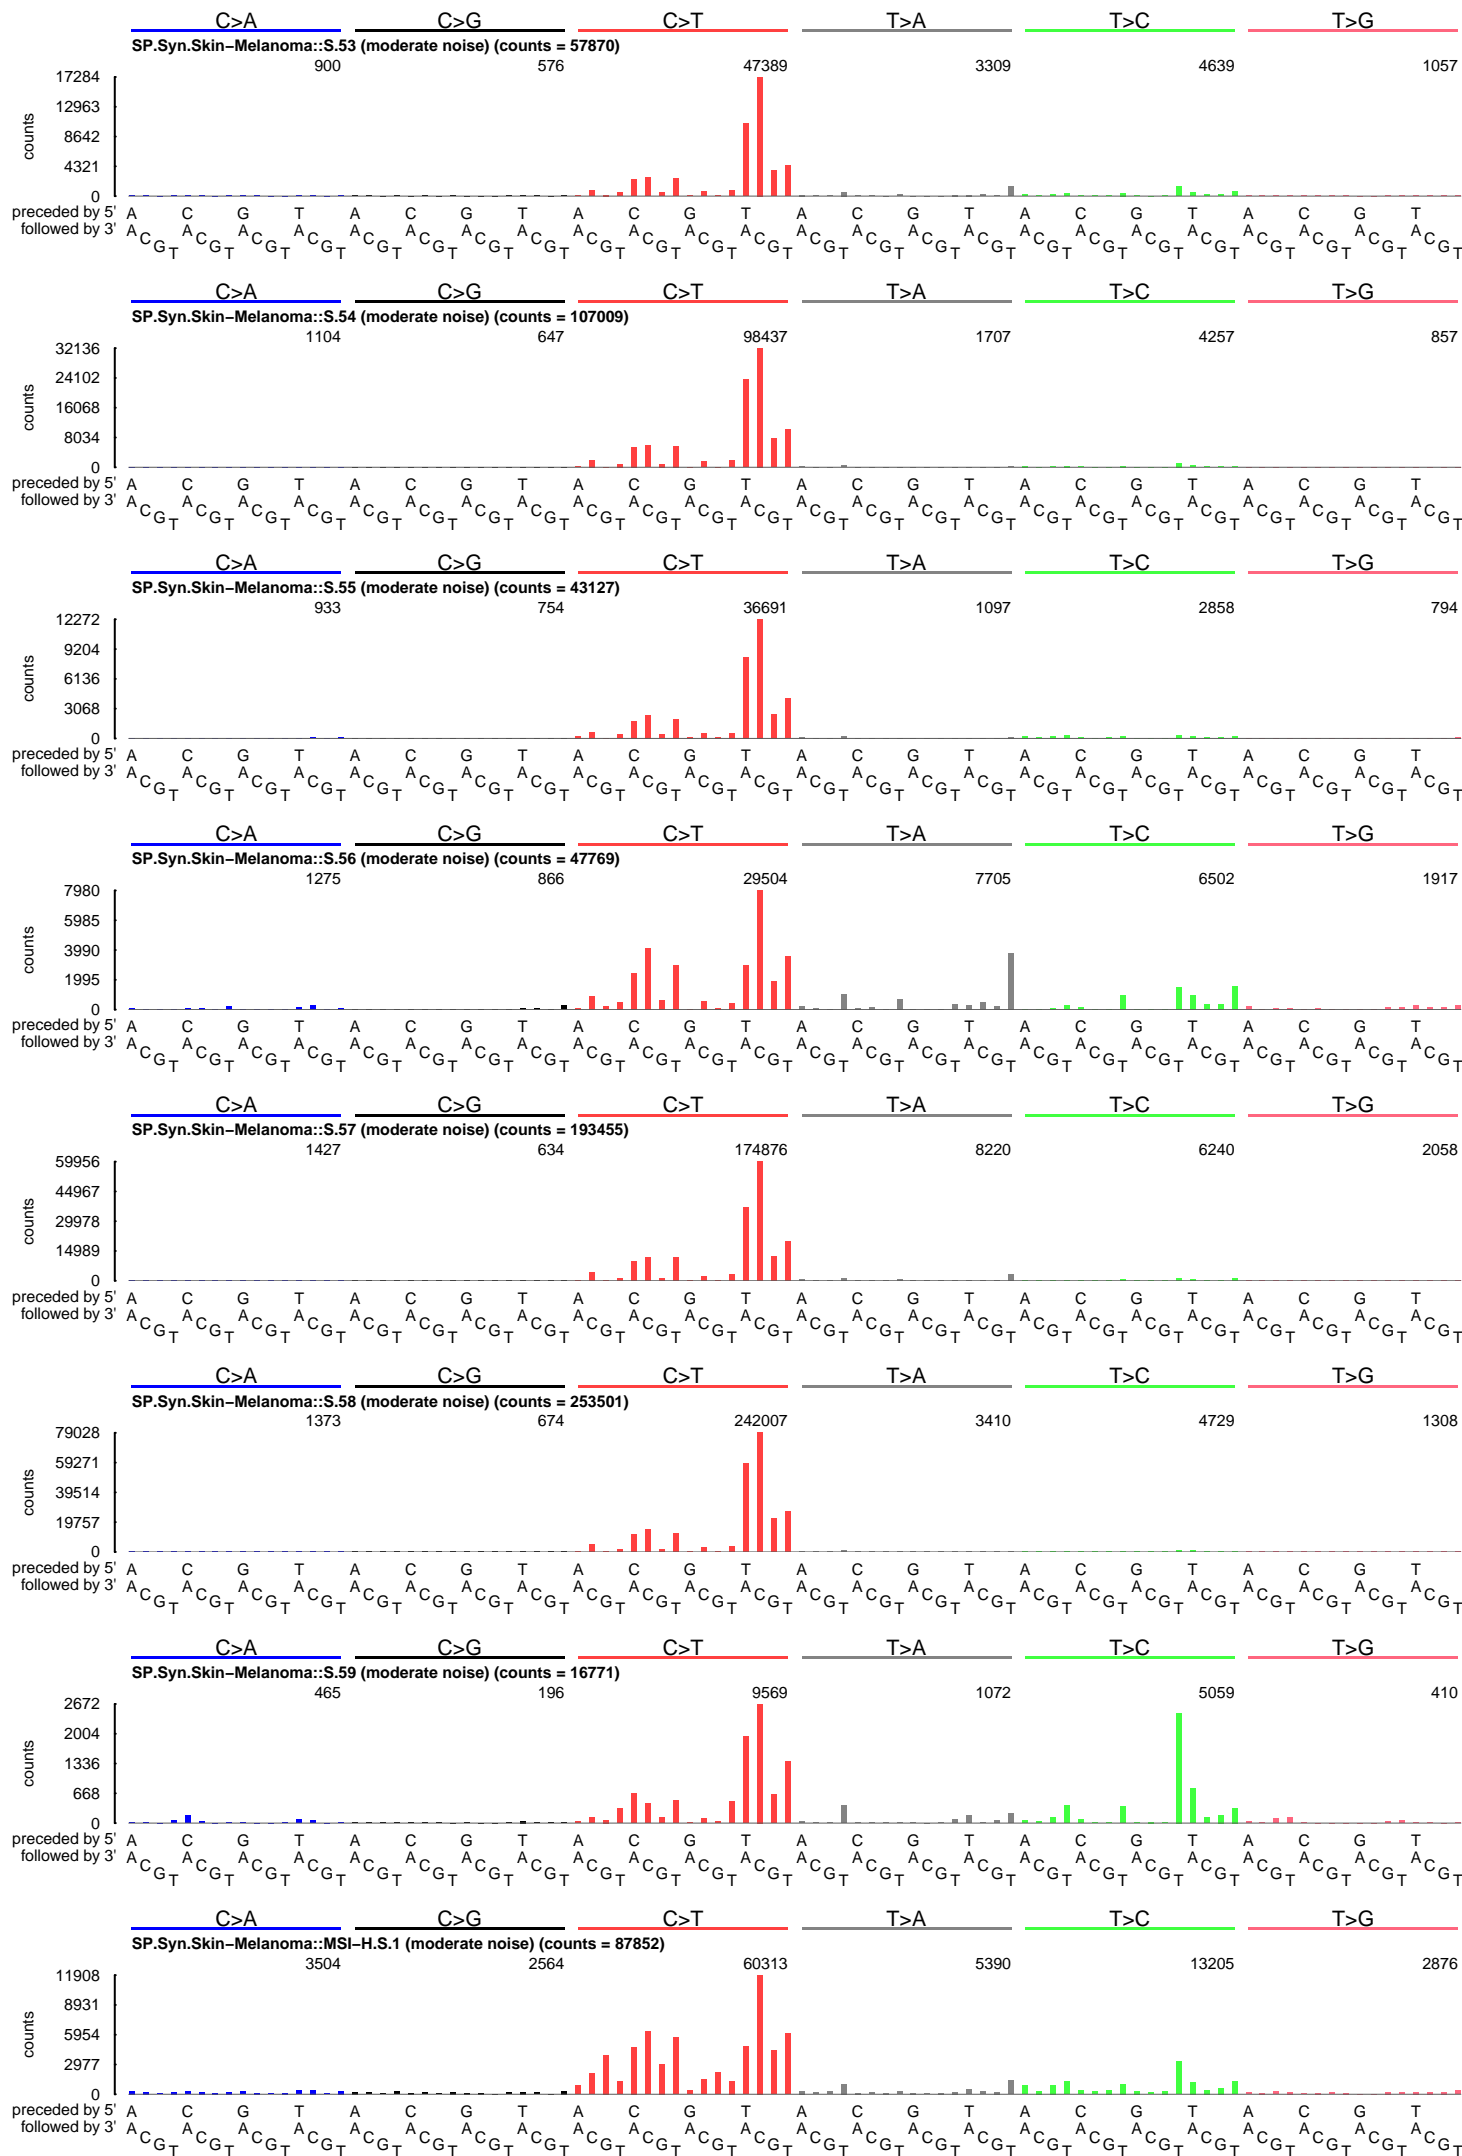 C>A C>G C>T T>A T>C T>G
SP.Syn.Skin−Melanoma::S.53 (moderate noise) (counts = 57870)
900 576 47389 3309 4639 1057
17284
12963
8642
4321
0
counts
preceded by 5' A C G T A C G T A C G T A C G T A C G T A C G T
followed by 3' A C G T A C G T A C G T A C G T A C G T A C G T A C G T A C G T A C G T A C G T A C G T A C G T A C G T A C G T A C G T A C G T A C G T A C G T A C G T A C G T A C G T A C G T A C G T A C G T
C>A C>G C>T T>A T>C T>G
SP.Syn.Skin−Melanoma::S.54 (moderate noise) (counts = 107009)
1104 647 98437 1707 4257 857
32136
24102
16068
8034
0
counts
preceded by 5' A C G T A C G T A C G T A C G T A C G T A C G T
followed by 3' A C G T A C G T A C G T A C G T A C G T A C G T A C G T A C G T A C G T A C G T A C G T A C G T A C G T A C G T A C G T A C G T A C G T A C G T A C G T A C G T A C G T A C G T A C G T A C G T
C>A C>G C>T T>A T>C T>G
SP.Syn.Skin−Melanoma::S.55 (moderate noise) (counts = 43127)
933 754 36691 1097 2858 794
12272
9204
6136
3068
0
counts
preceded by 5' A C G T A C G T A C G T A C G T A C G T A C G T
followed by 3' A C G T A C G T A C G T A C G T A C G T A C G T A C G T A C G T A C G T A C G T A C G T A C G T A C G T A C G T A C G T A C G T A C G T A C G T A C G T A C G T A C G T A C G T A C G T A C G T
C>A C>G C>T T>A T>C T>G
SP.Syn.Skin−Melanoma::S.56 (moderate noise) (counts = 47769)
1275 866 29504 7705 6502 1917
7980
5985
3990
1995
0
counts
preceded by 5' A C G T A C G T A C G T A C G T A C G T A C G T
followed by 3' A C G T A C G T A C G T A C G T A C G T A C G T A C G T A C G T A C G T A C G T A C G T A C G T A C G T A C G T A C G T A C G T A C G T A C G T A C G T A C G T A C G T A C G T A C G T A C G T
C>A C>G C>T T>A T>C T>G
SP.Syn.Skin−Melanoma::S.57 (moderate noise) (counts = 193455)
1427 634 174876 8220 6240 2058
59956
44967
29978
14989
0
counts
preceded by 5' A C G T A C G T A C G T A C G T A C G T A C G T
followed by 3' A C G T A C G T A C G T A C G T A C G T A C G T A C G T A C G T A C G T A C G T A C G T A C G T A C G T A C G T A C G T A C G T A C G T A C G T A C G T A C G T A C G T A C G T A C G T A C G T
C>A C>G C>T T>A T>C T>G
SP.Syn.Skin−Melanoma::S.58 (moderate noise) (counts = 253501)
1373 674 242007 3410 4729 1308
79028
59271
39514
19757
0
counts
preceded by 5' A C G T A C G T A C G T A C G T A C G T A C G T
followed by 3' A C G T A C G T A C G T A C G T A C G T A C G T A C G T A C G T A C G T A C G T A C G T A C G T A C G T A C G T A C G T A C G T A C G T A C G T A C G T A C G T A C G T A C G T A C G T A C G T
C>A C>G C>T T>A T>C T>G
SP.Syn.Skin−Melanoma::S.59 (moderate noise) (counts = 16771)
465 196 9569 1072 5059 410
2672
2004
1336
668
0
counts
preceded by 5' A C G T A C G T A C G T A C G T A C G T A C G T
followed by 3' A C G T A C G T A C G T A C G T A C G T A C G T A C G T A C G T A C G T A C G T A C G T A C G T A C G T A C G T A C G T A C G T A C G T A C G T A C G T A C G T A C G T A C G T A C G T A C G T
C>A C>G C>T T>A T>C T>G
SP.Syn.Skin−Melanoma::MSI−H.S.1 (moderate noise) (counts = 87852)
3504 2564 60313 5390 13205 2876
11908
8931
5954
2977
0
counts
preceded by 5' A C G T A C G T A C G T A C G T A C G T A C G T
followed by 3' A C G T A C G T A C G T A C G T A C G T A C G T A C G T A C G T A C G T A C G T A C G T A C G T A C G T A C G T A C G T A C G T A C G T A C G T A C G T A C G T A C G T A C G T A C G T A C G T